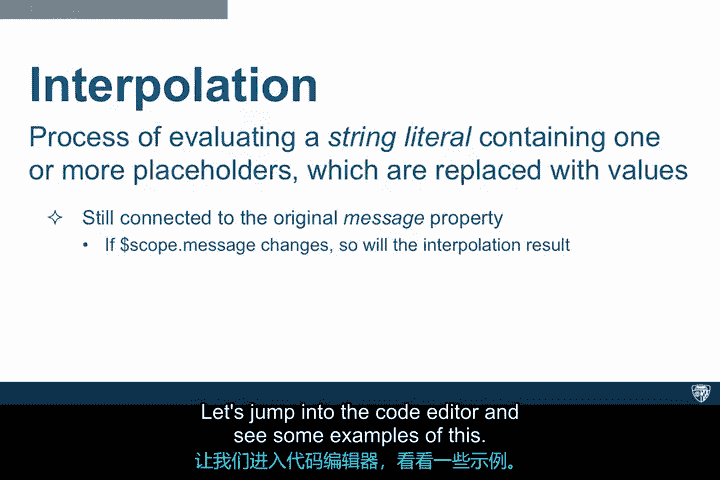 Interpolation
Process of evaluating a string literal containing one
or more placeholders, which are replaced with values
✧ Still connected to the original message property
• If $scope.message changes, so will the interpolation result
Let's jump into the code editor and
see some examples of this.
让我们进入代码编辑器，看看一些示例。